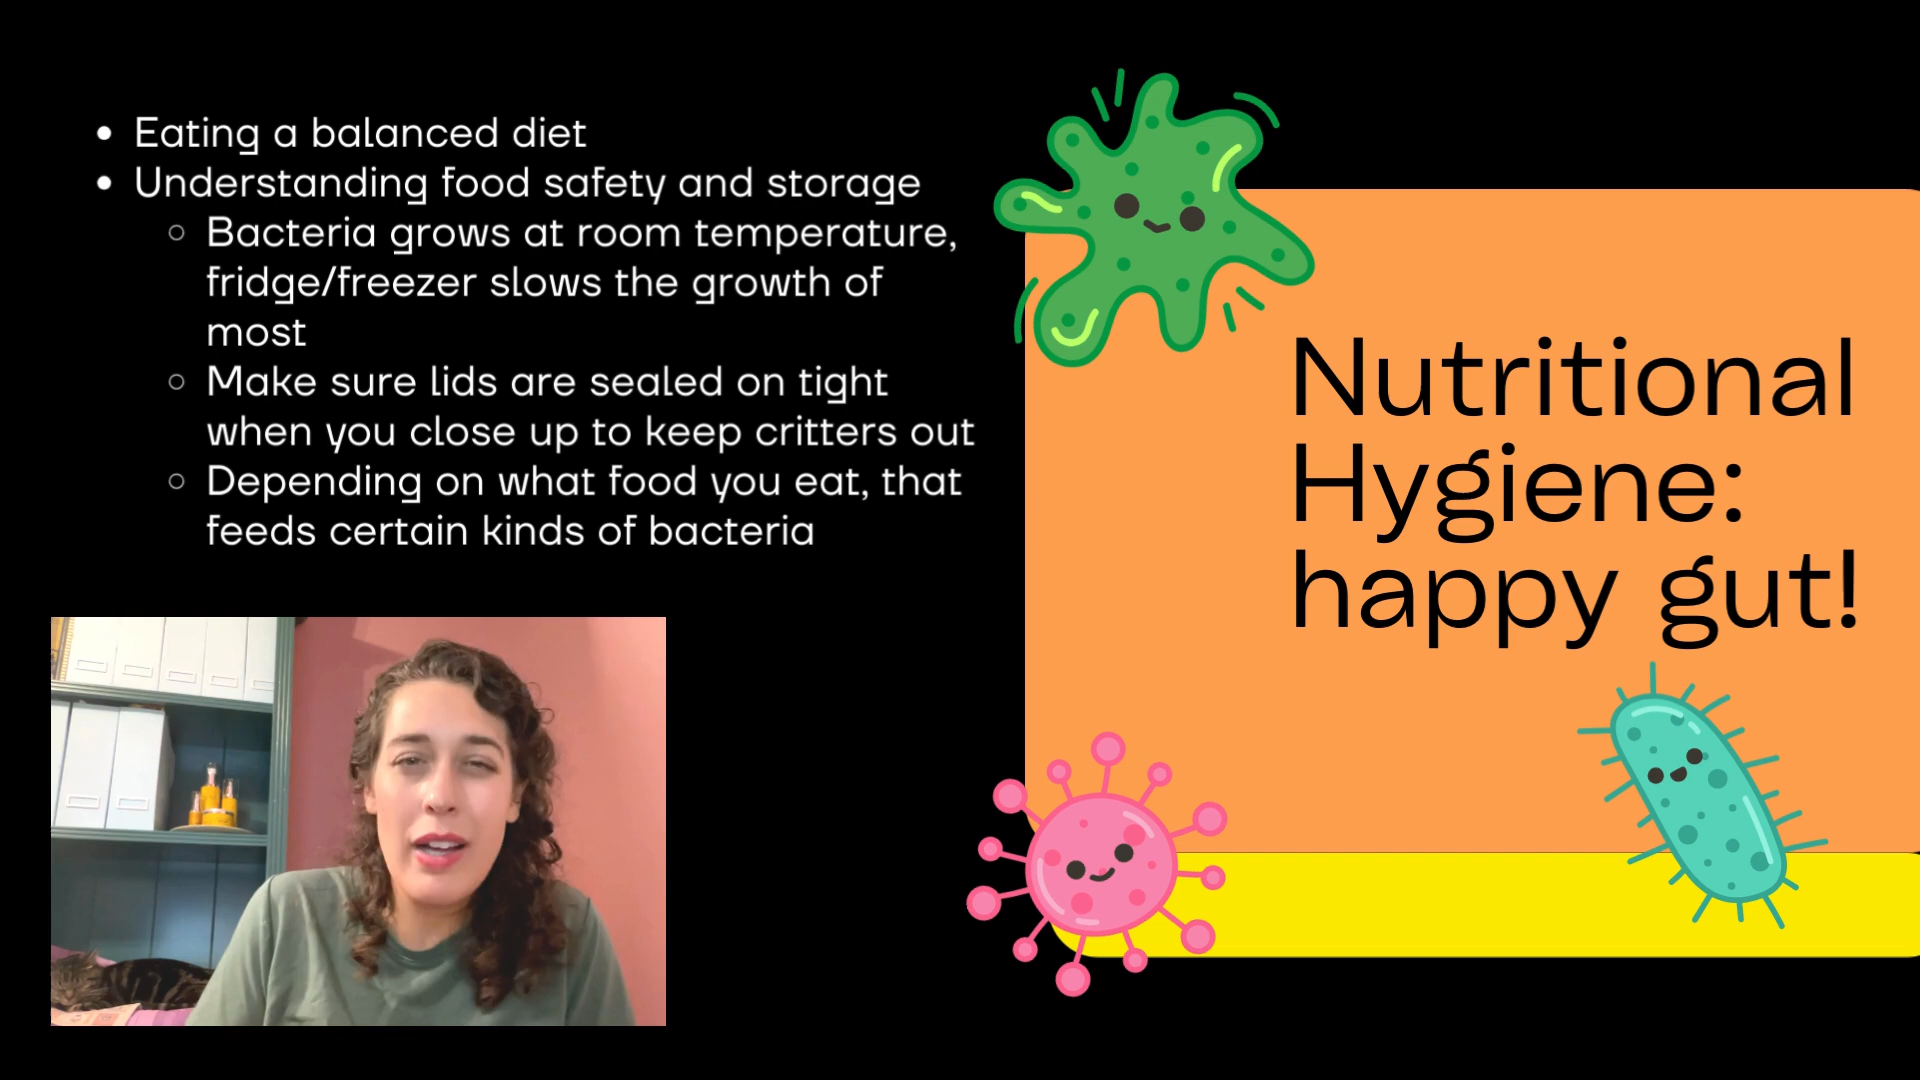 Eating a balanced diet
Understanding food safety and storage
Bacteria grows at room temperature,
fridge/freezer slows the growth of
most
Make sure lids are sealed on tight
when you close up to keep critters out
Depending on what food you eat, that
feeds certain kinds of bacteria
Nutritional
Hygiene:
happy gut!